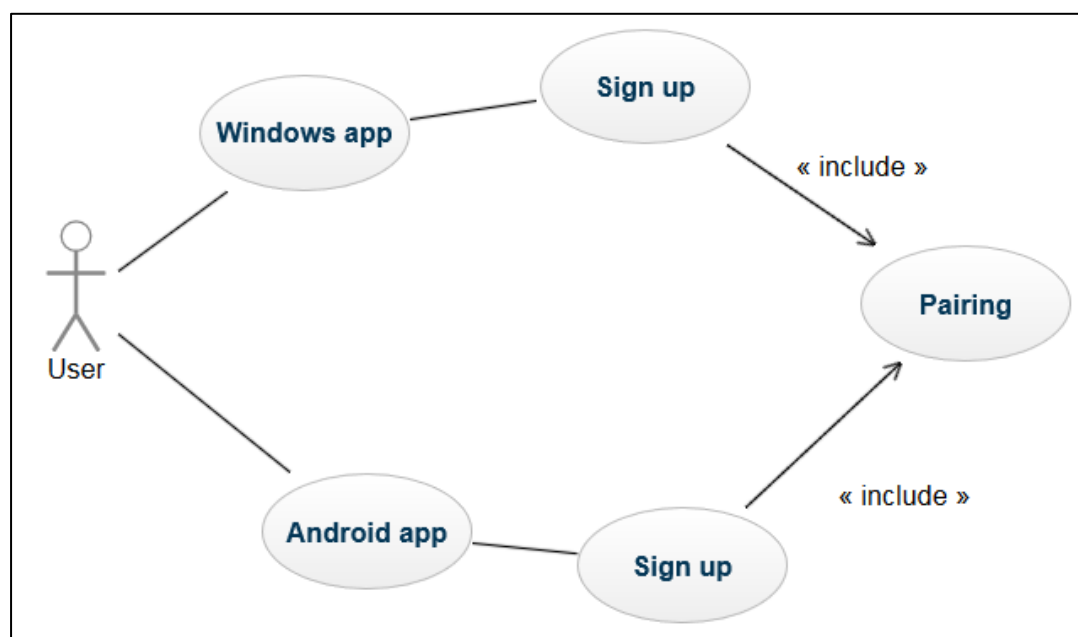 Sign up
Windows app
« include »
Pairing
User
« include »
Android app
Sign up